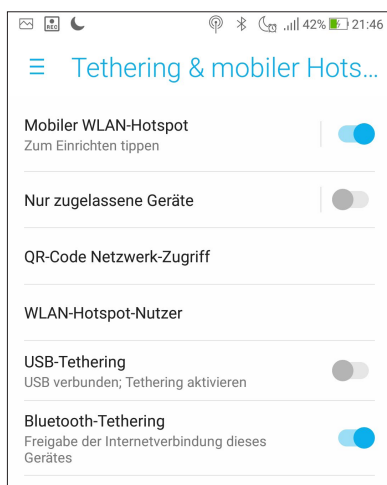 REC 42% 21:46
Tethering & mobiler Hots...
Mobiler WLAN-Hotspot
Zum Einrichten tippen
Nur zugelassene Geräte
QR-Code Netzwerk-Zugriff
WLAN-Hotspot-Nutzer
USB-Tethering
USB verbunden; Tethering aktivieren
Bluetooth-Tethering
Freigabe der Internetverbindung dieses
Gerätes